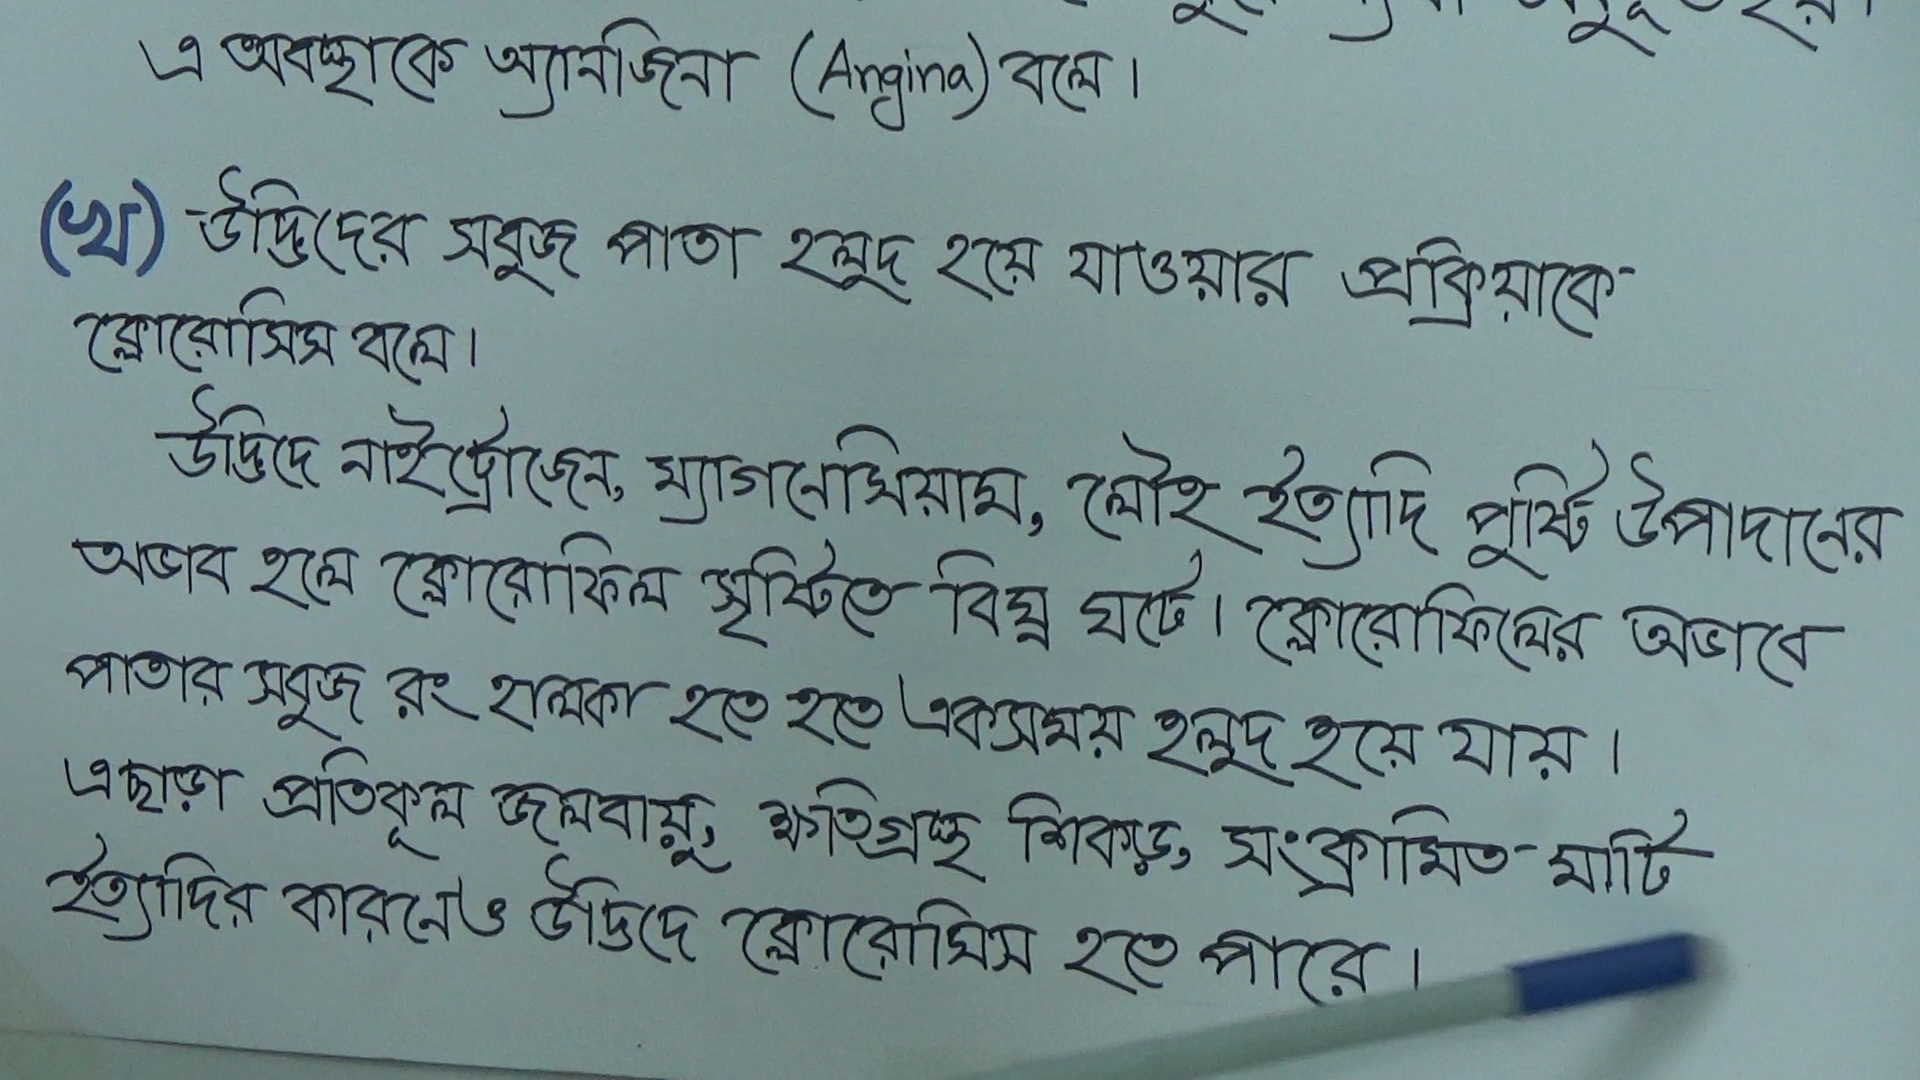 এ অবস্থাকে অ্যানজিনা (Angina) বলে।
(খ) উদ্ভিদের সবুজ পাতা হলুদ হয়ে যাওয়ার প্রক্রিয়াকে
ক্লোরোসিস বলে।
উদ্ভিদে নাইট্রোজেন, ম্যাগনেসিয়াম, লৌহ ইত্যাদি পুষ্টি উপাদানের
অভাব হলে ক্লোরোফিল সৃষ্টিতে বিঘ্ন ঘটে। ক্লোরোফিলের অভাবে
পাতার সবুজ রং হালকা হতে হতে একসময় হলুদ হয়ে যায়।
এছাড়া প্রতিকূল জলবায়ু, ক্ষতিগ্রস্থ শিকড়, সংক্রামিত মাটি
ইত্যাদির কারনেও উদ্ভিদে ক্লোরোসিস হতে পারে।